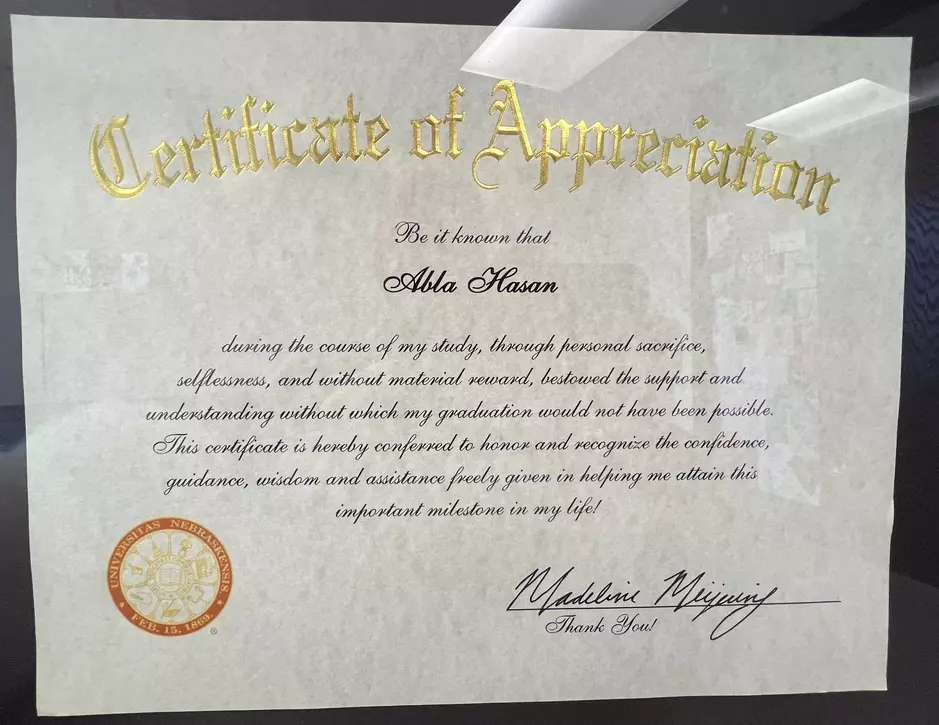 Certificate of Appreciation
Be it known that
Abla Hasan
during the course of my study, through personal sacrifice,
selflessness, and without material reward, bestowed the support and
understanding without which my graduation would not have been possible.
This certificate is hereby conferred to honor and recognize the confidence,
guidance, wisdom and assistance freely given in helping me attain this
important milestone in my life!
UNIVERSITAS NEBRASKENSIS
★ FEB. 15, 1869. ★
®
Madeline
Thank You!